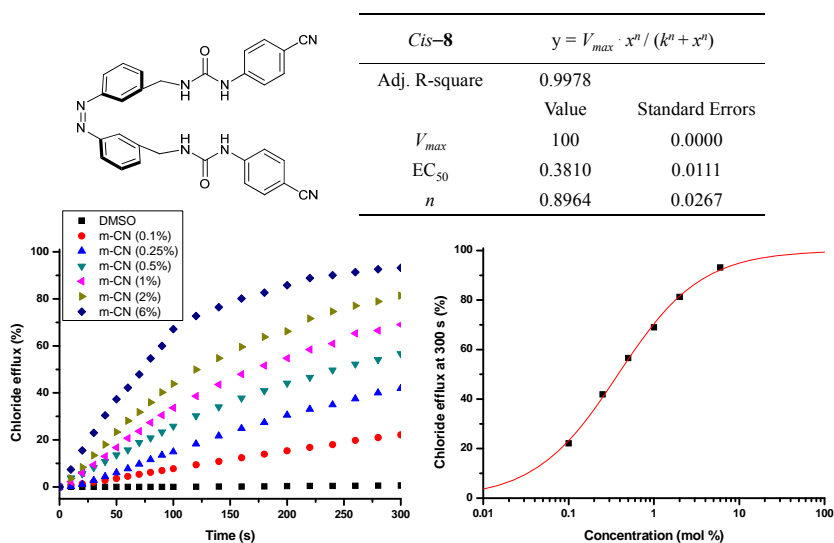 CN
O
N
H
N
H
N
N
H
N
H
N
O
CN
Cis–8 y = Vmax · xⁿ / (kⁿ + xⁿ)
Adj. R-square 0.9978
Value Standard Errors
Vmax 100 0.0000
EC50 0.3810 0.0111
n 0.8964 0.0267
DMSO
m-CN (0.1%)
m-CN (0.25%)
m-CN (0.5%)
m-CN (1%)
m-CN (2%)
m-CN (6%)
Chloride efflux (%)
100
80
60
40
20
0
0 50 100 150 200 250 300
Time (s)
Chloride efflux at 300 s (%)
100
80
60
40
20
0
0.01 0.1 1 10 100
Concentration (mol %)